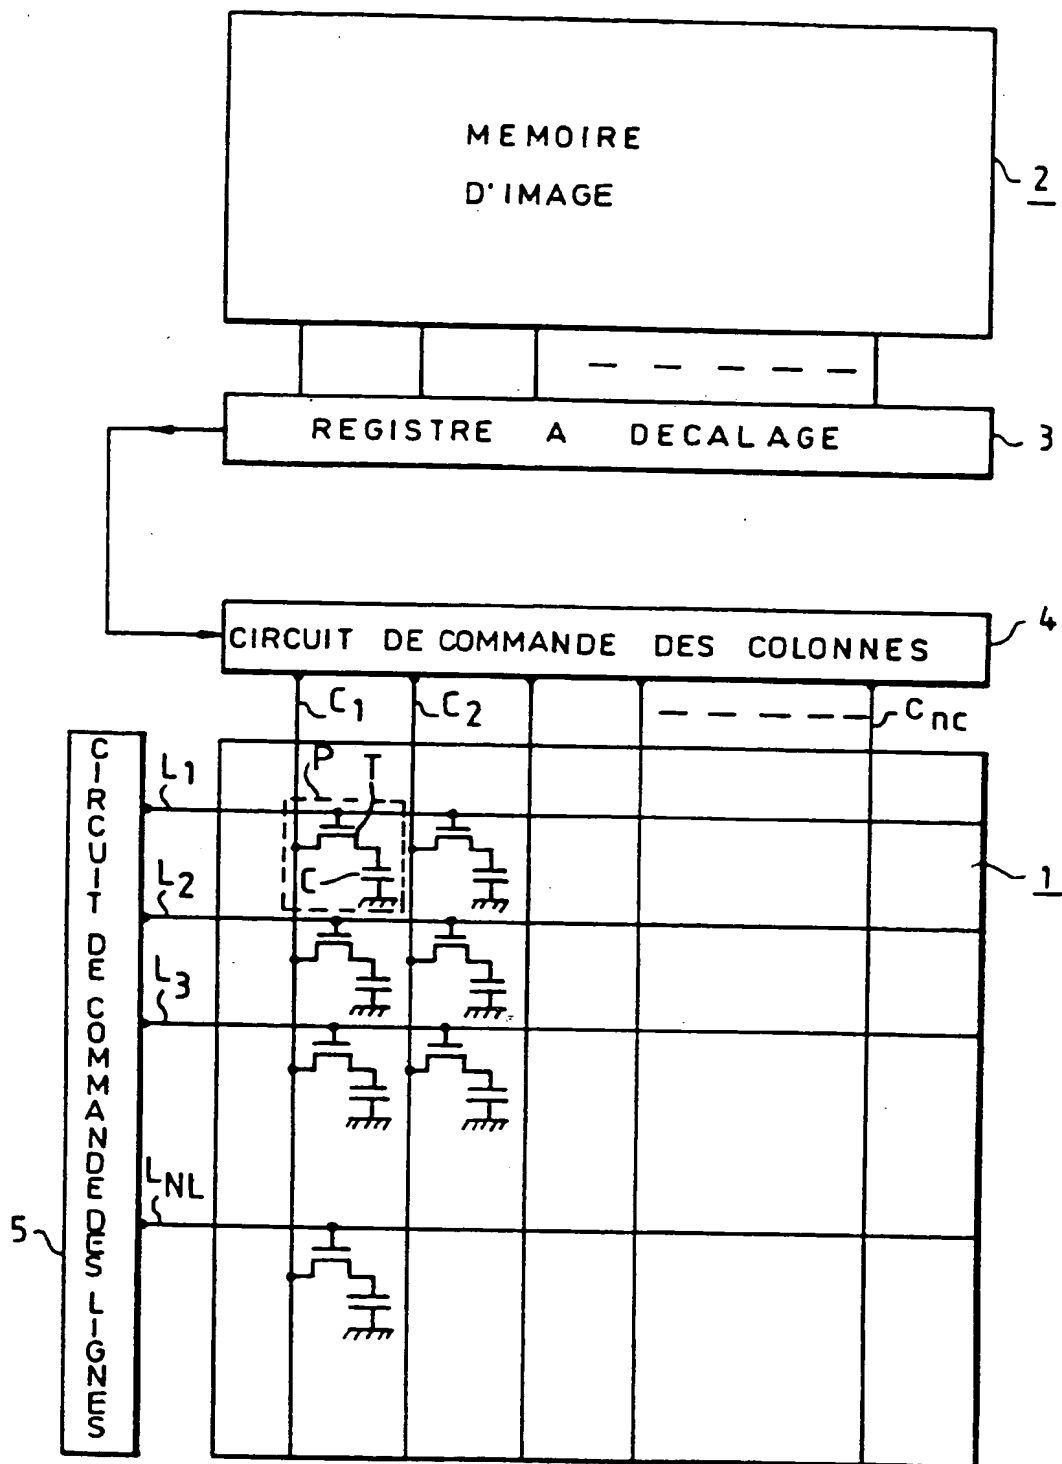 MEMOIRE
D'IMAGE
2
REGISTRE A DECALAGE
3
CIRCUIT DE COMMANDE DES COLONNES
4
C1
C2
Cnc
CIRCUIT DE COMMANDE DES LIGNES
L1
P
T
C
1
L2
L3
LNL
5